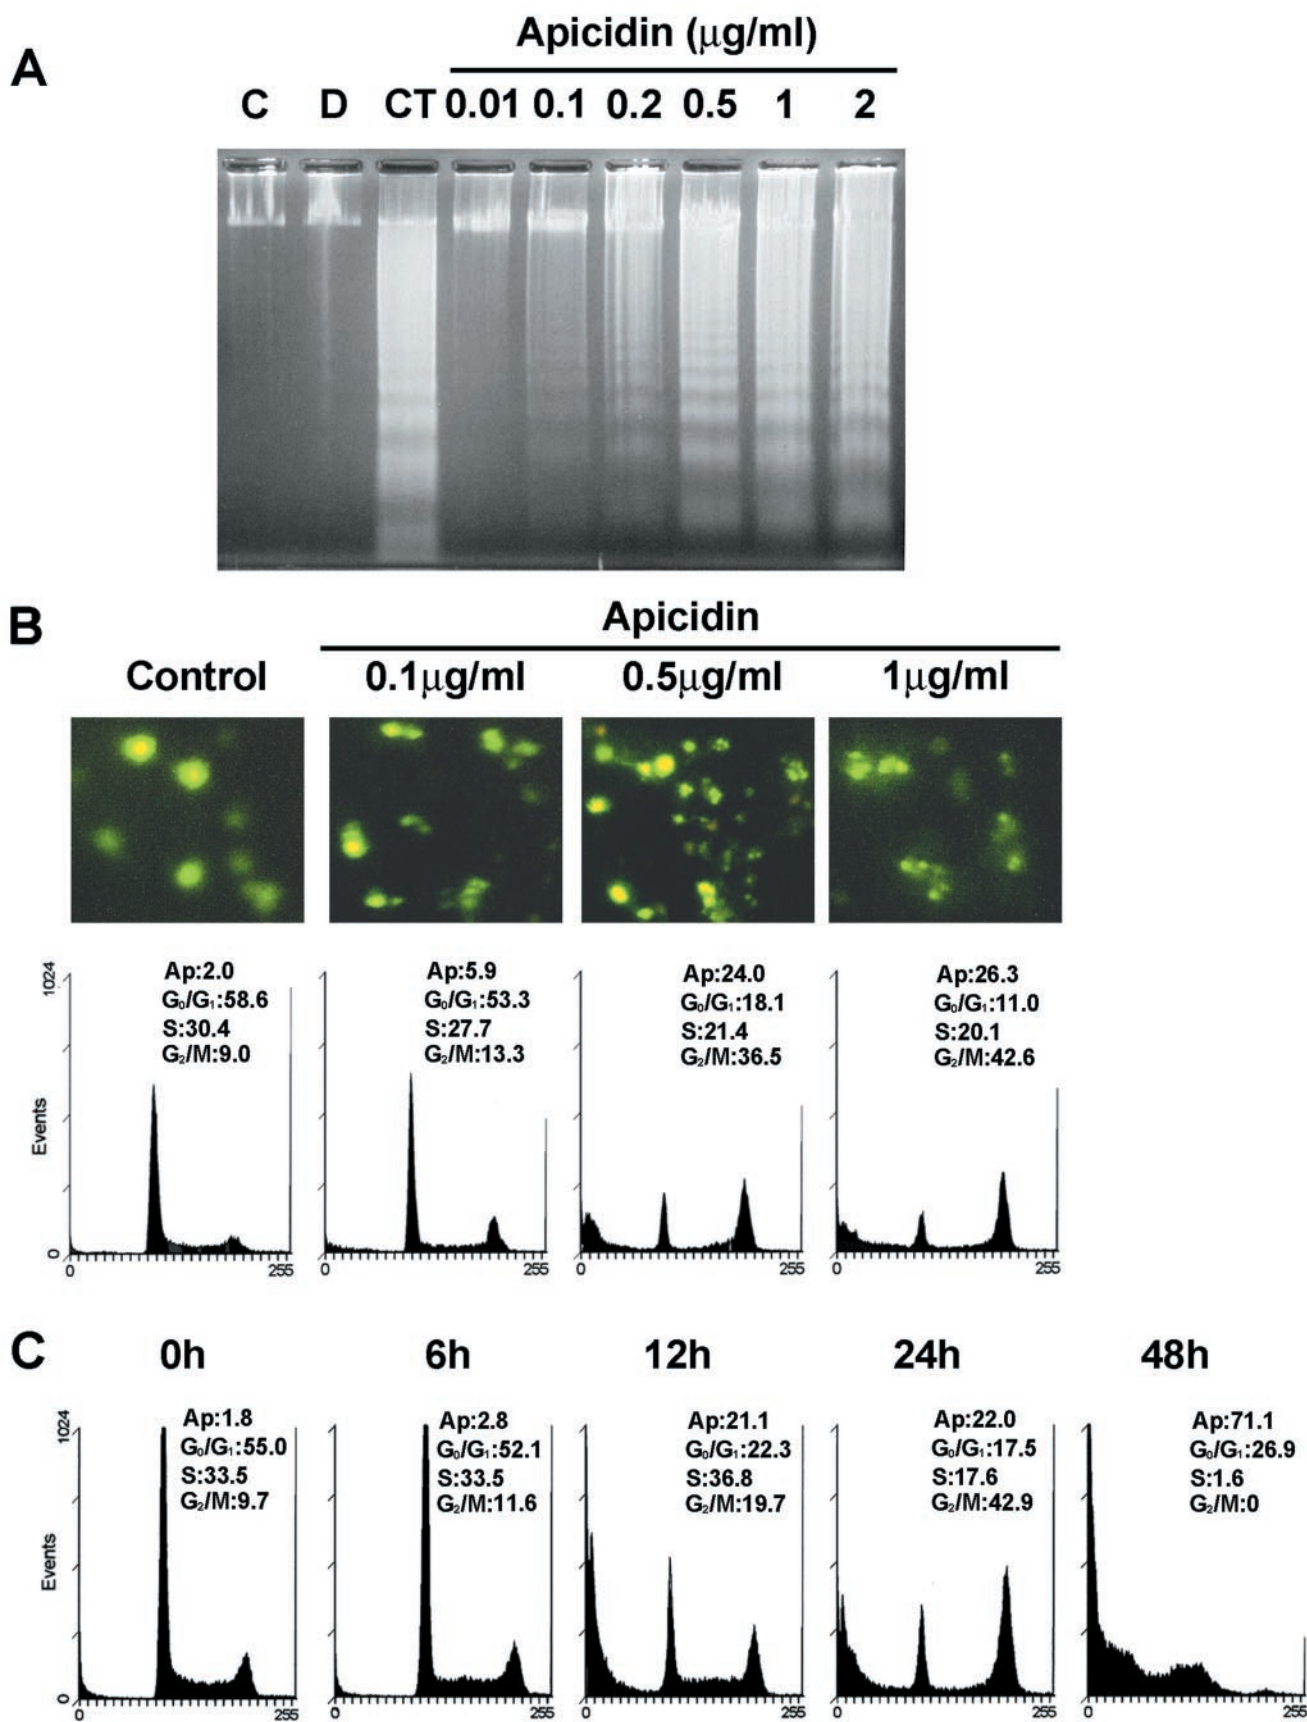 A
Apicidin (μg/ml)
C D CT 0.01 0.1 0.2 0.5 1 2
B
Apicidin
Control 0.1μg/ml 0.5μg/ml 1μg/ml
1024
Events
0
Ap:2.0
G₀/G₁:58.6
S:30.4
G₂/M:9.0
0 255
Ap:5.9
G₀/G₁:53.3
S:27.7
G₂/M:13.3
0 255
Ap:24.0
G₀/G₁:18.1
S:21.4
G₂/M:36.5
0 255
Ap:26.3
G₀/G₁:11.0
S:20.1
G₂/M:42.6
0 255
C
0h 6h 12h 24h 48h
1024
Events
0
Ap:1.8
G₀/G₁:55.0
S:33.5
G₂/M:9.7
0 255
Ap:2.8
G₀/G₁:52.1
S:33.5
G₂/M:11.6
0 255
Ap:21.1
G₀/G₁:22.3
S:36.8
G₂/M:19.7
0 255
Ap:22.0
G₀/G₁:17.5
S:17.6
G₂/M:42.9
0 255
Ap:71.1
G₀/G₁:26.9
S:1.6
G₂/M:0
0 255